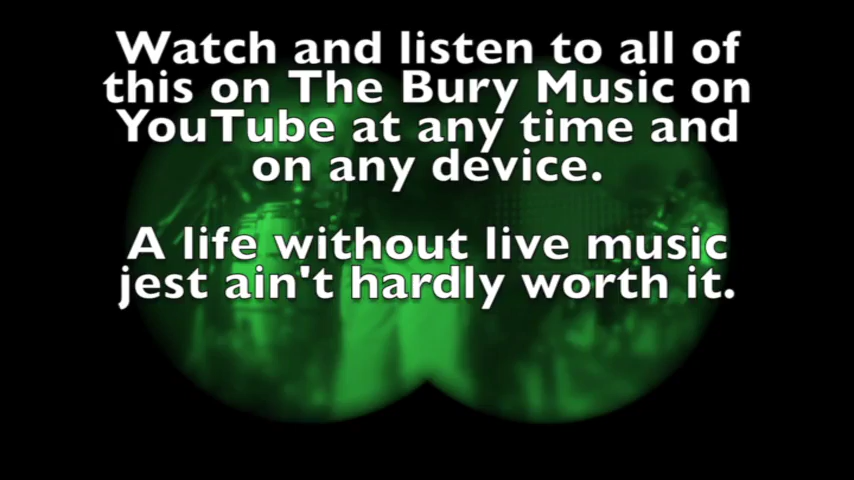 Watch and listen to all of
this on The Bury Music on
YouTube at any time and
on any device.
A life without live music
jest ain't hardly worth it.